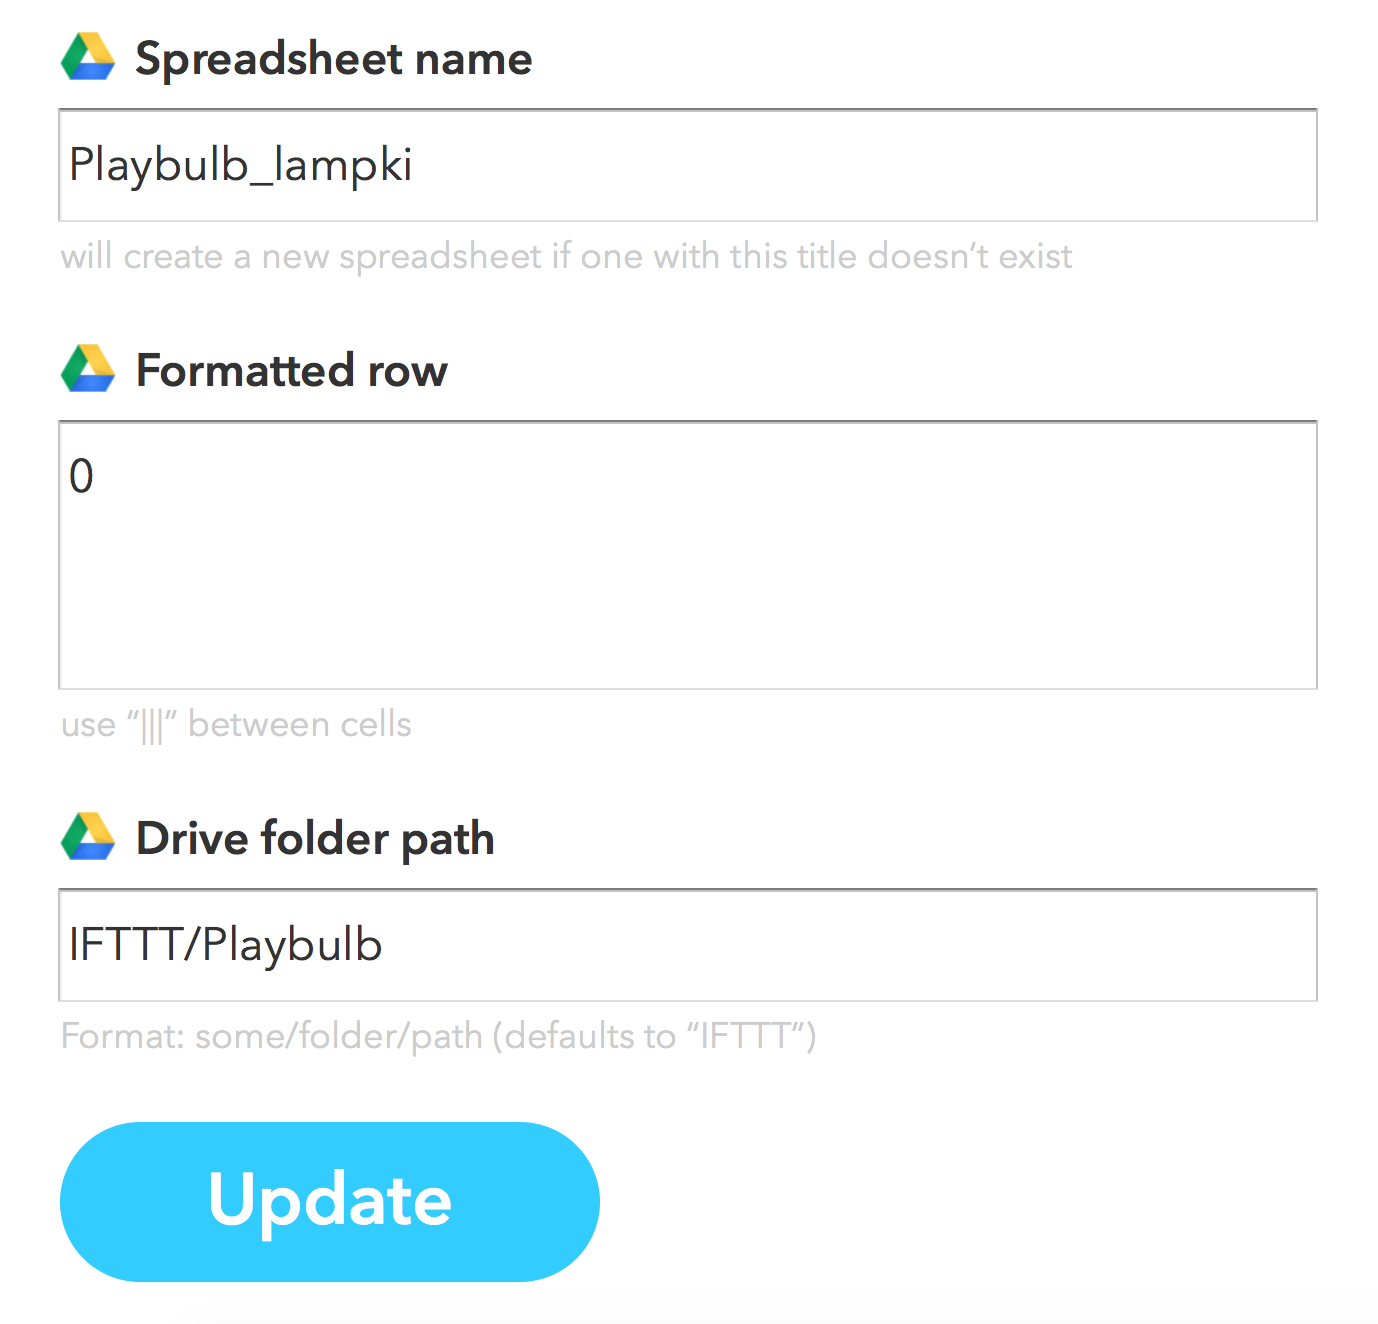 Spreadsheet name
Playbulb_lampki
will create a new spreadsheet if one with this title doesn’t exist
Formatted row
0
use “|||” between cells
Drive folder path
IFTTT/Playbulb
Format: some/folder/path (defaults to “IFTTT”)
Update